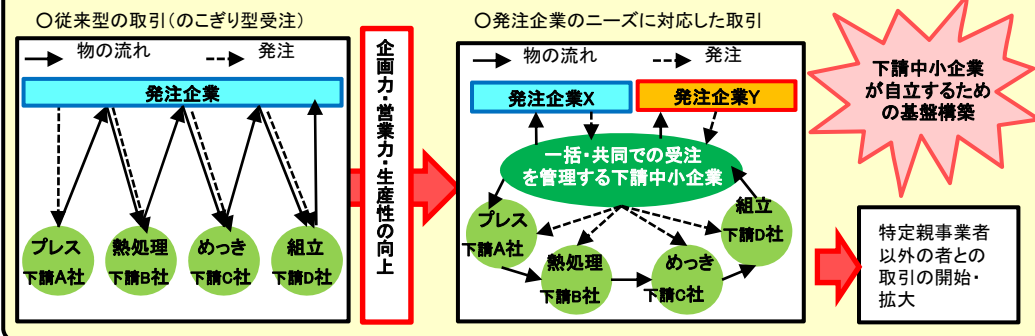 ○従来型の取引(のこぎり型受注)
物の流れ
発注
発注企業
プレス
下請A社
熱処理
下請B社
めっき
下請C社
組立
下請D社
企画力・営業力・生産性の向上
○発注企業のニーズに対応した取引
物の流れ
発注
発注企業X
発注企業Y
一括・共同での受注
を管理する下請中小企業
プレス
下請A社
熱処理
下請B社
めっき
下請C社
組立
下請D社
下請中小企業
が自立するため
の基盤構築
特定親事業者
以外の者との
取引の開始・
拡大